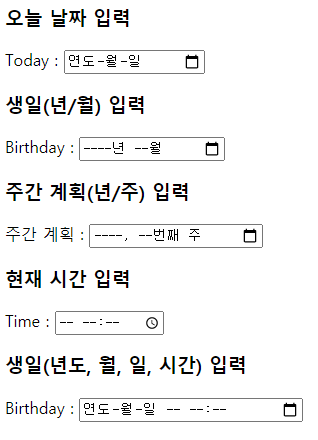 오늘 날짜 입력
Today : 연도-월-일
생일(년/월) 입력
Birthday : ----년 --월
주간 계획(년/주) 입력
주간 계획 : ----, --번째 주
현재 시간 입력
Time : -- --:--
생일(년도, 월, 일, 시간) 입력
Birthday : 연도-월-일 -- --:--